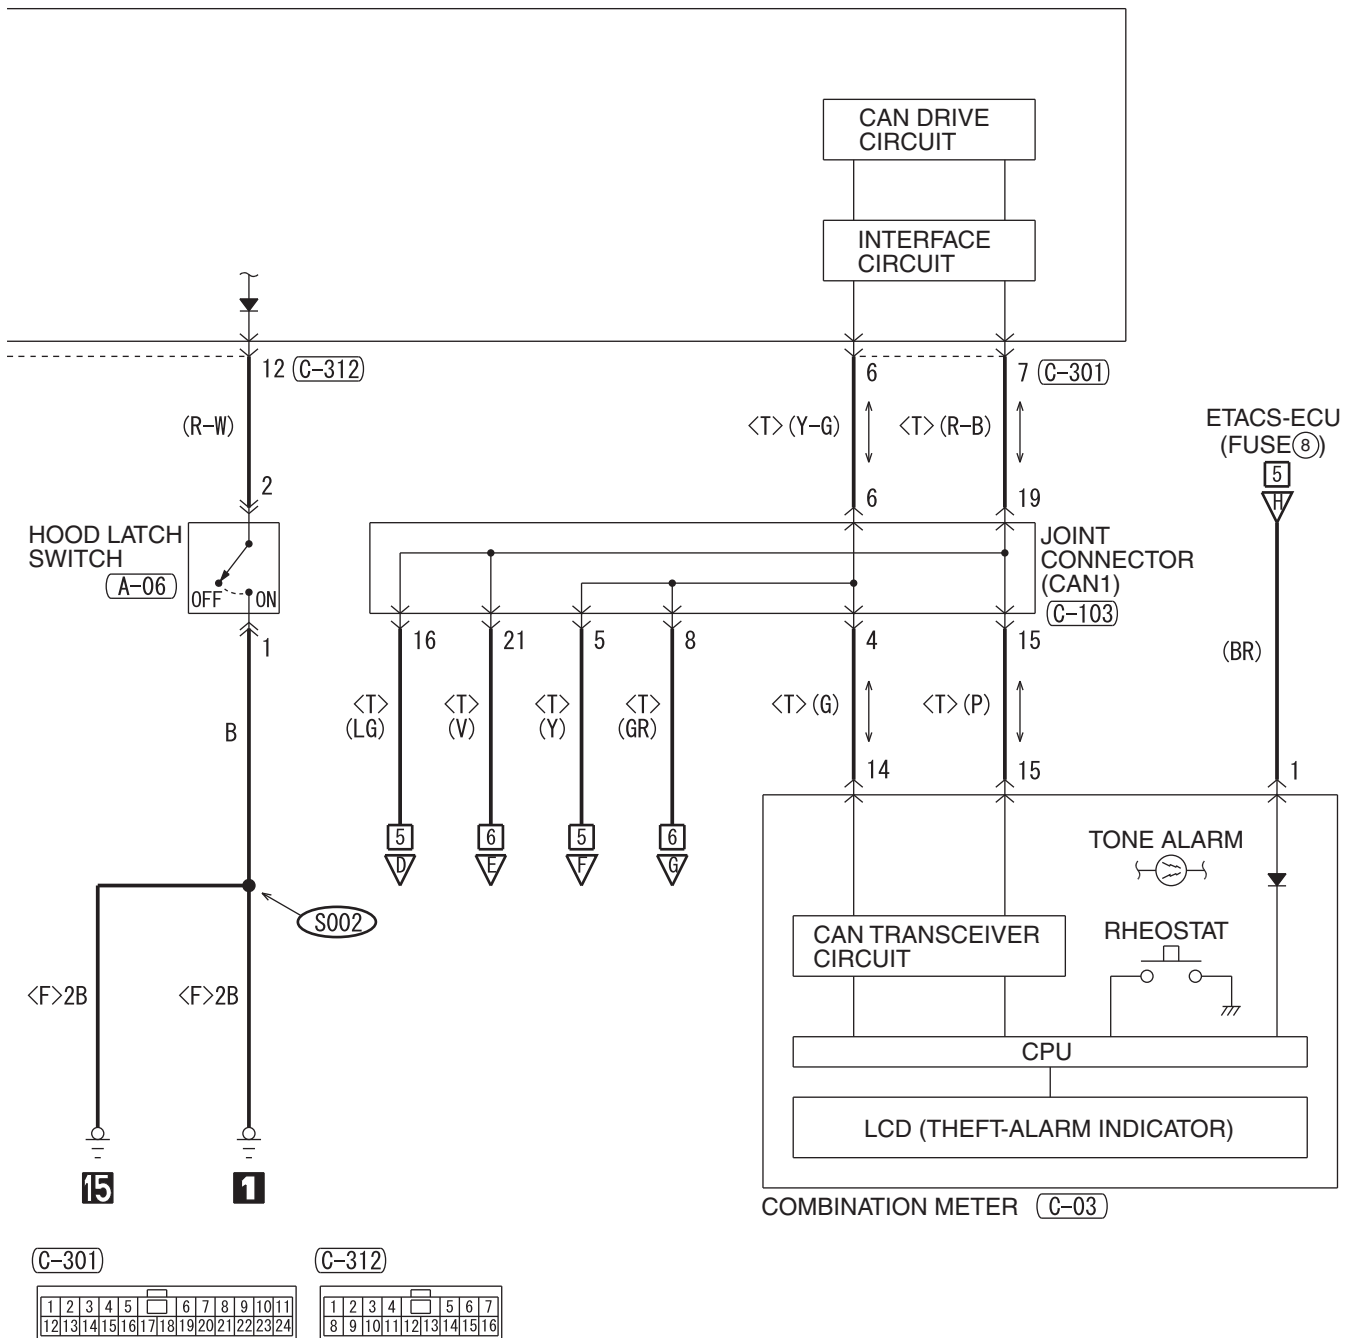 CAN DRIVE
CIRCUIT
INTERFACE
CIRCUIT
12 (C-312)
6
7 (C-301)
(R-W)
<T>(Y-G)
<T>(R-B)
ETACS-ECU
(FUSE⑧)
5
H
2
6
19
HOOD LATCH
SWITCH
A-06
OFF
ON
JOINT
CONNECTOR
(CAN1)
C-103
1
16
21
5
8
4
15
(BR)
<T>
(LG)
<T>
(V)
<T>
(Y)
<T>
(GR)
<T>(G)
<T>(P)
B
14
15
1
5
6
5
6
D
E
F
G
TONE ALARM
S002
CAN TRANSCEIVER
CIRCUIT
RHEOSTAT
<F>2B
<F>2B
CPU
LCD (THEFT-ALARM INDICATOR)
15
1
COMBINATION METER C-03
C-301
C-312
1 2 3 4 5 6 7 8 9 10 11
12 13 14 15 16 17 18 19 20 21 22 23 24
1 2 3 4 5 6 7
8 9 10 11 12 13 14 15 16